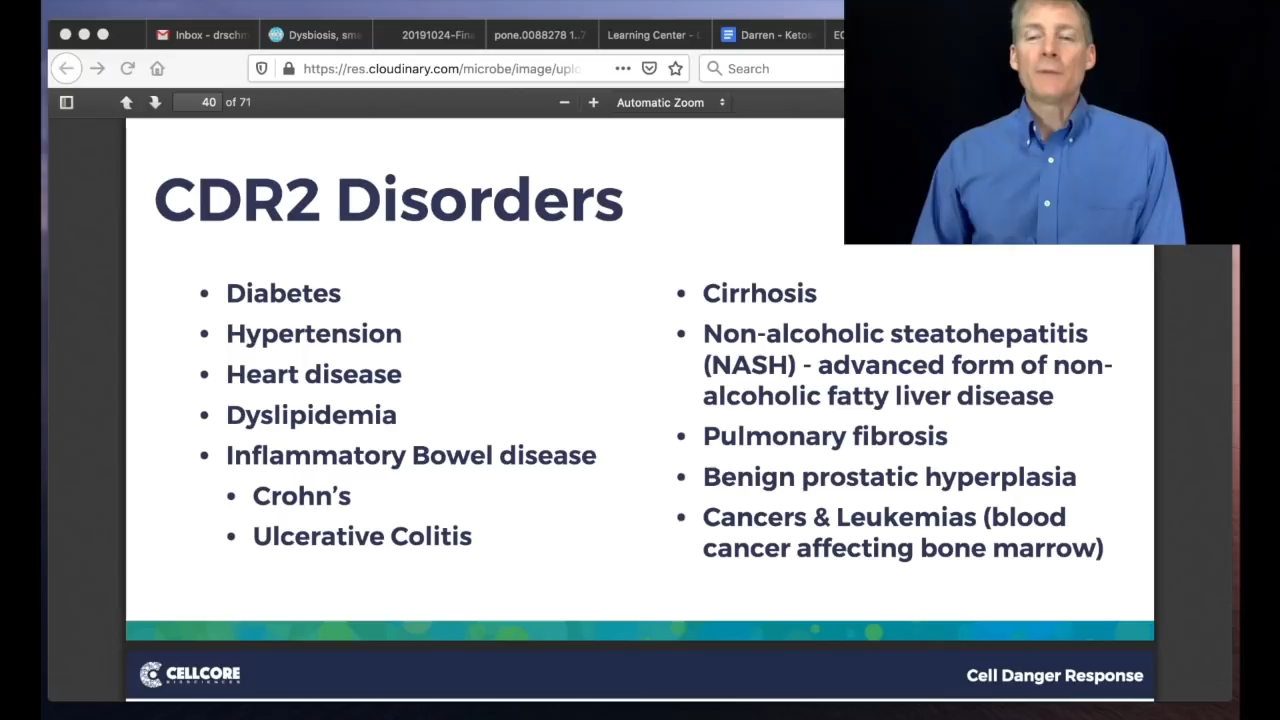 Inbox - drschm
Dysbiosis, sma
20191024-Fina
pone.0088278 1..7
Learning Center - C
Darren - Ketos
EC
https://res.cloudinary.com/microbe/image/uplo
Search
40 of 71
Automatic Zoom
CDR2 Disorders
• Diabetes
• Hypertension
• Heart disease
• Dyslipidemia
• Inflammatory Bowel disease
• Crohn’s
• Ulcerative Colitis
• Cirrhosis
• Non-alcoholic steatohepatitis
(NASH) - advanced form of non-
alcoholic fatty liver disease
• Pulmonary fibrosis
• Benign prostatic hyperplasia
• Cancers & Leukemias (blood
cancer affecting bone marrow)
CELLCORE
BIOSCIENCES
Cell Danger Response